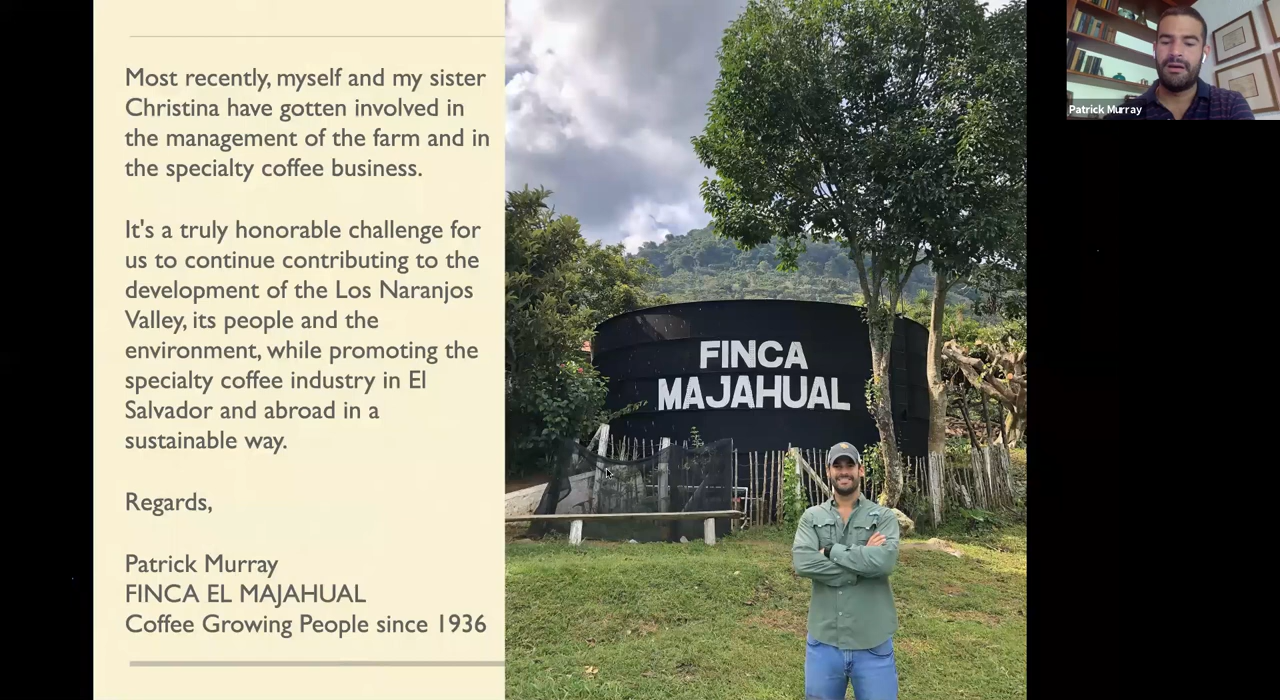 Most recently, myself and my sister
Christina have gotten involved in
the management of the farm and in
the specialty coffee business.
It's a truly honorable challenge for
us to continue contributing to the
development of the Los Naranjos
Valley, its people and the
environment, while promoting the
specialty coffee industry in El
Salvador and abroad in a
sustainable way.
Regards,
Patrick Murray
FINCA EL MAJAHUAL
Coffee Growing People since 1936
FINCA
MAJAHUAL
Patrick Murray